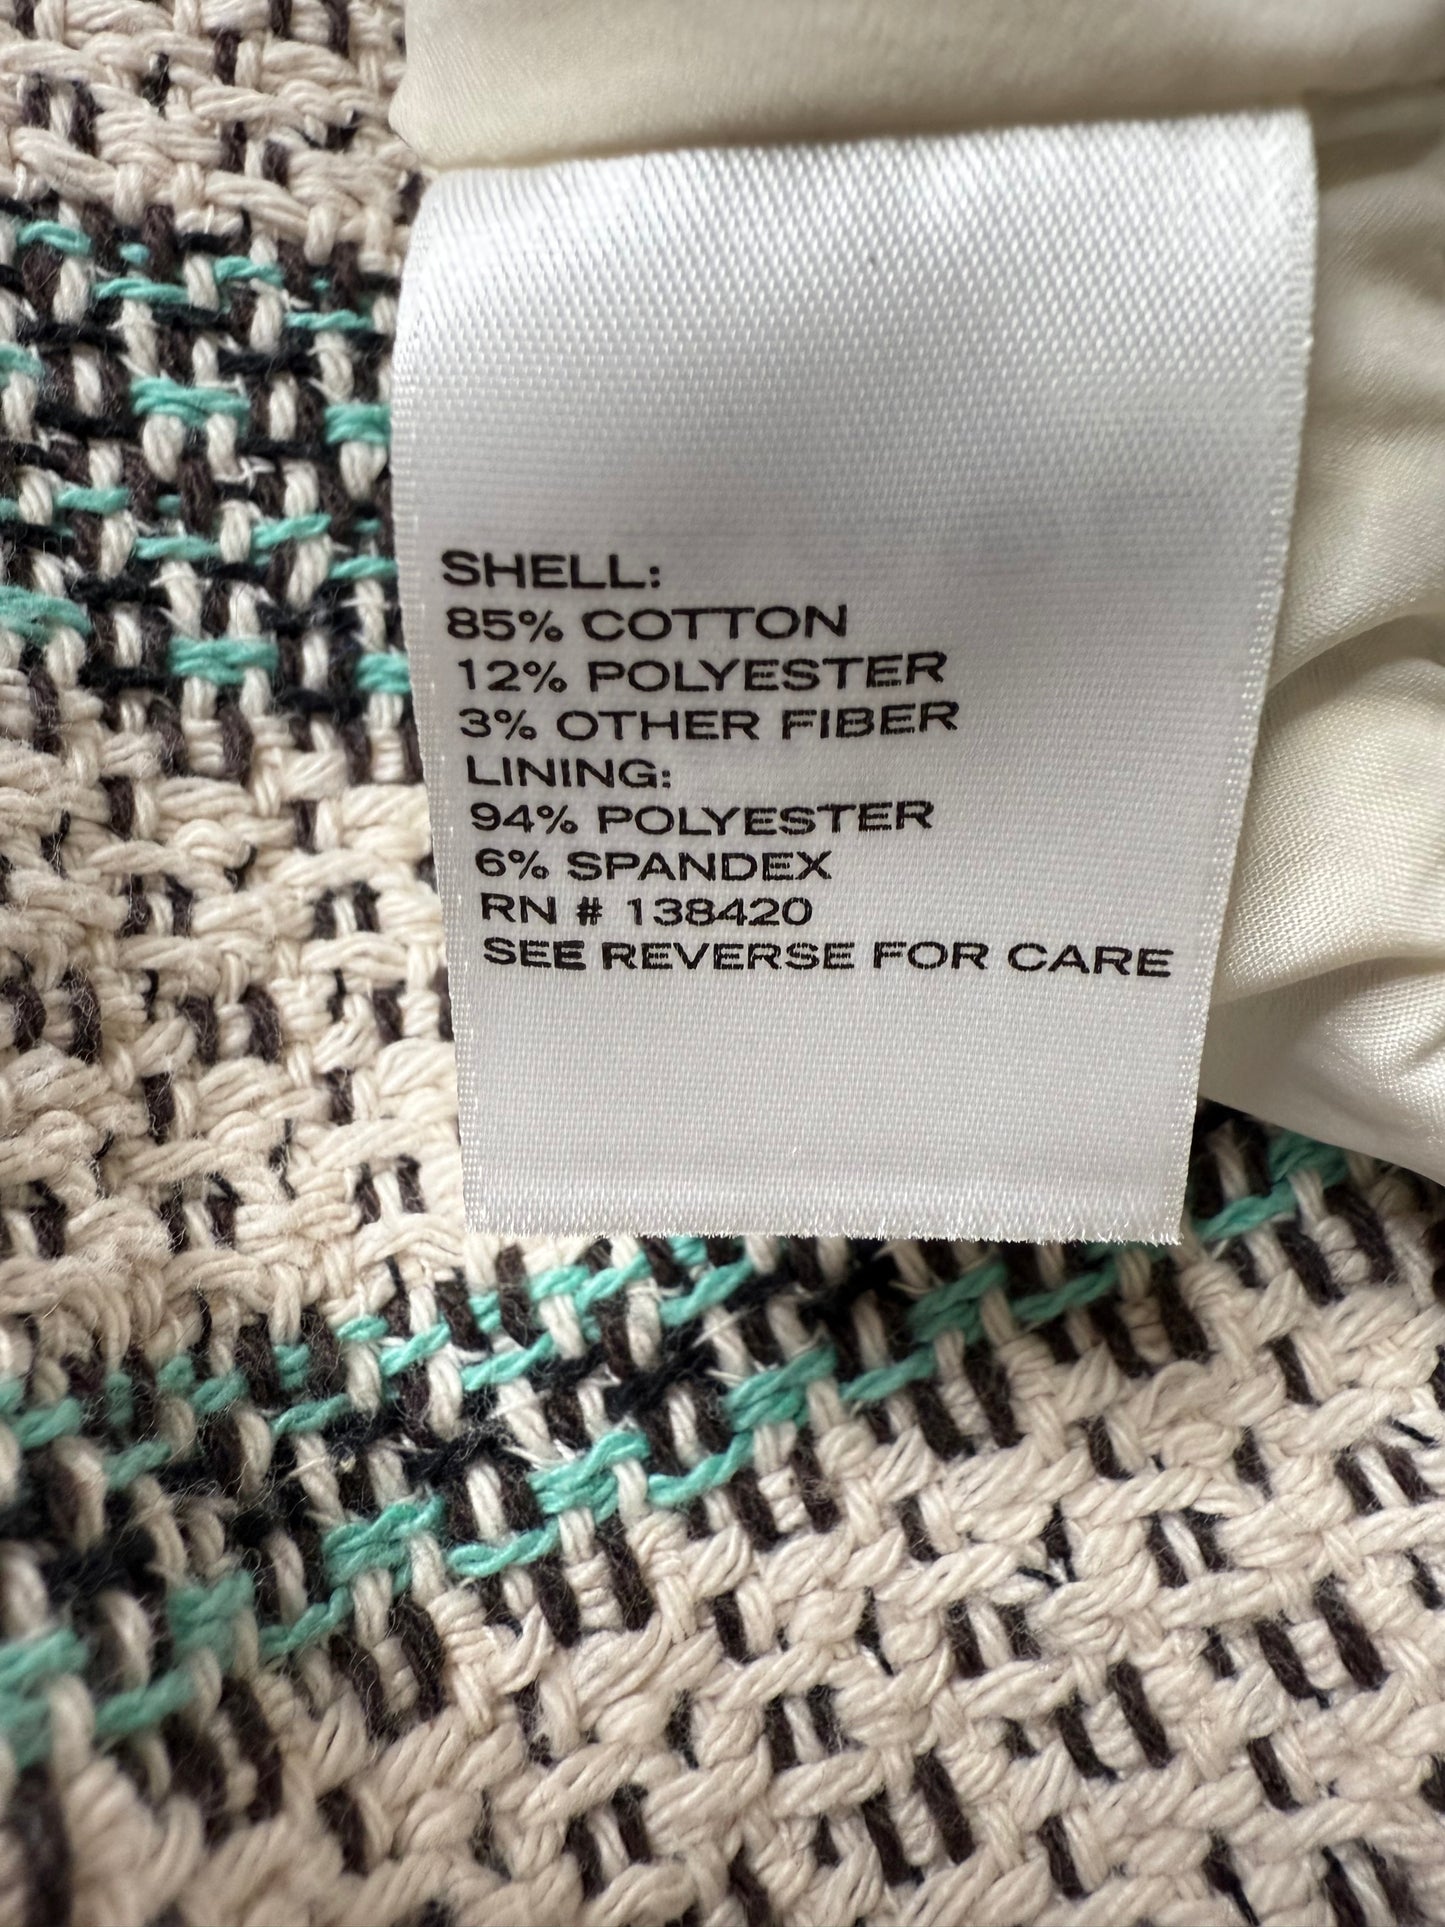 SHELL:
85% COTTON
12% POLYESTER
3% OTHER FIBER
LINING:
94% POLYESTER
6% SPANDEX
RN # 138420
SEE REVERSE FOR CARE